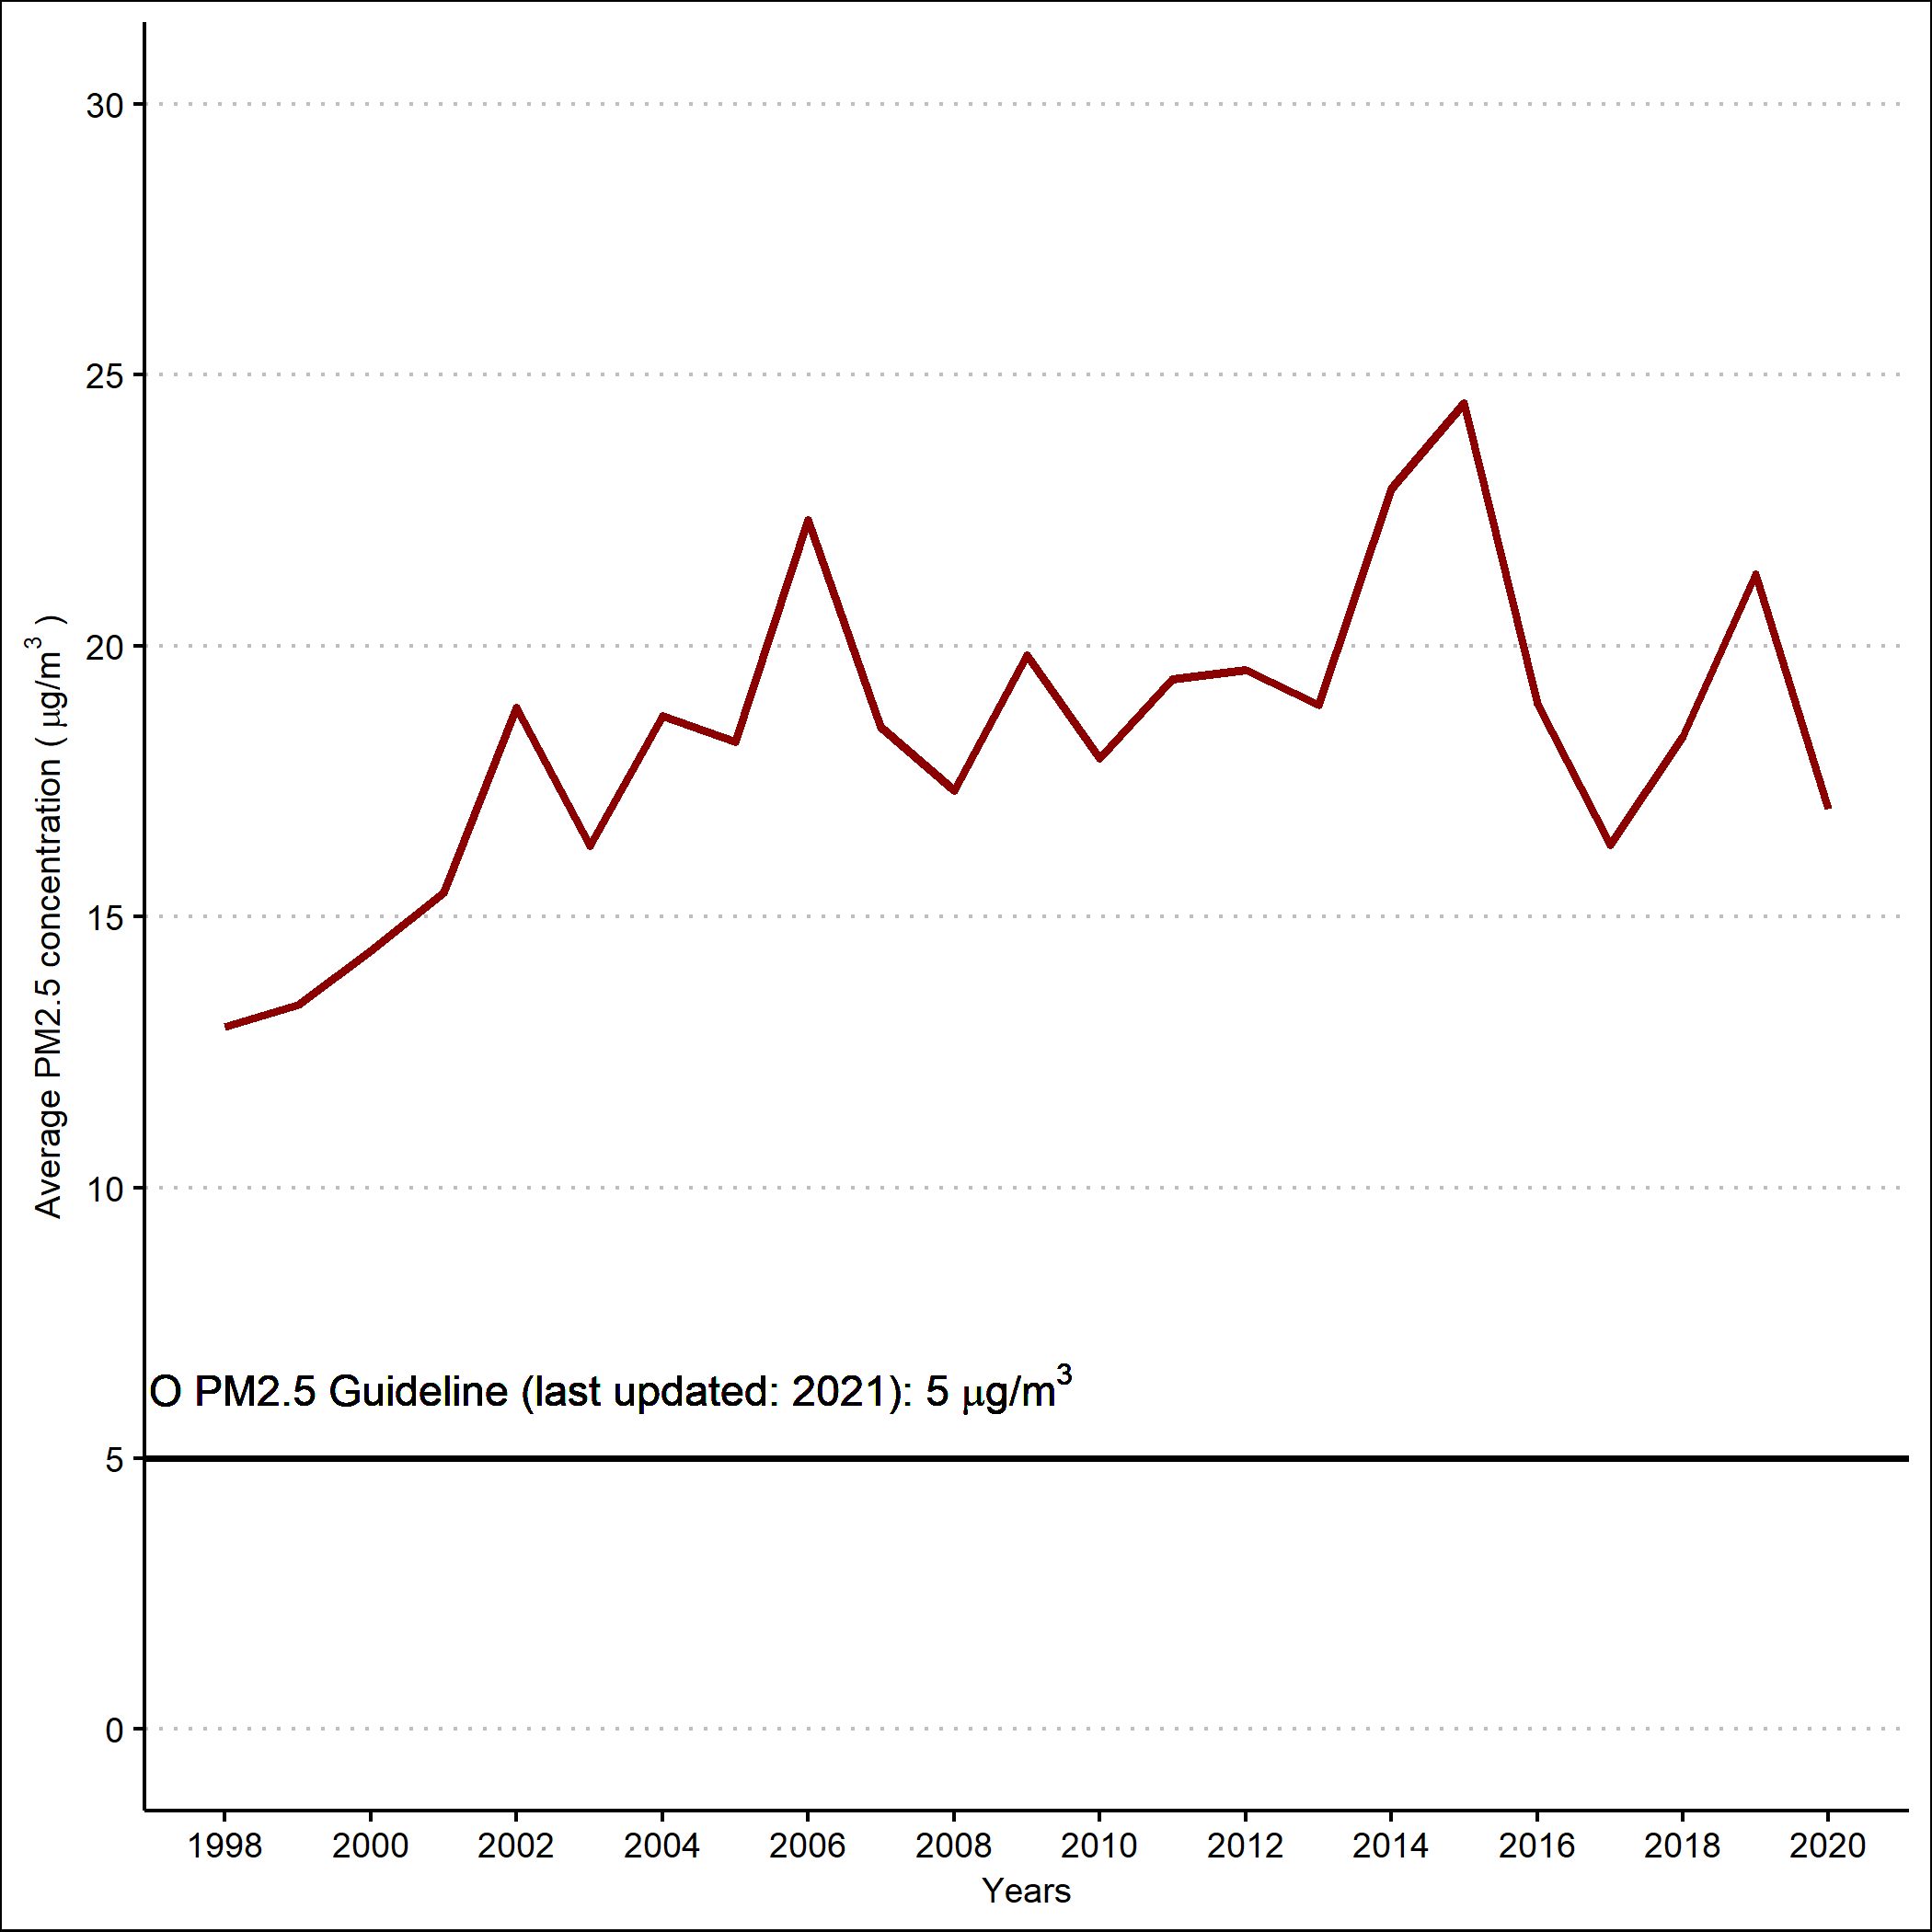 30
25
20
15
10
5
0
Average PM2.5 concentration ( μg/m³ )
O PM2.5 Guideline (last updated: 2021): 5 μg/m³
1998 2000 2002 2004 2006 2008 2010 2012 2014 2016 2018 2020
Years